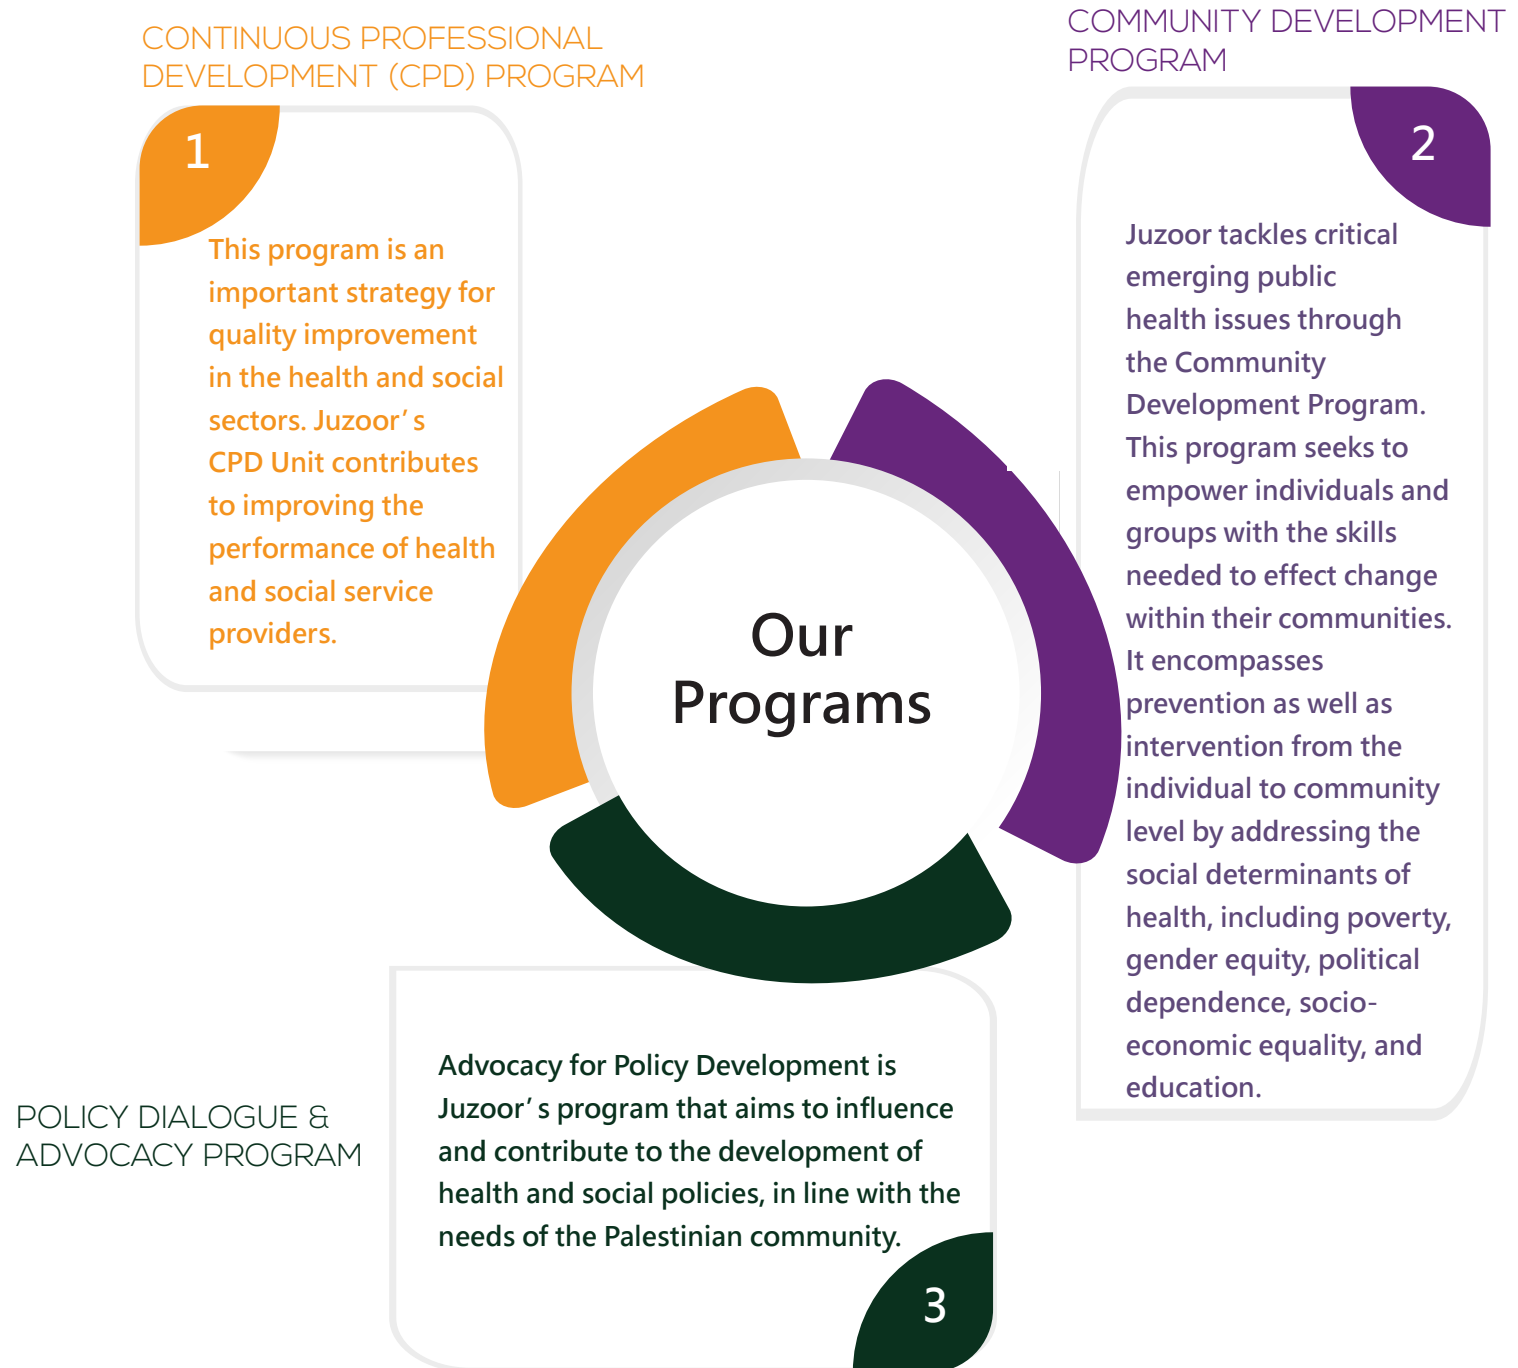 CONTINUOUS PROFESSIONAL
DEVELOPMENT (CPD) PROGRAM
1
This program is an
important strategy for
quality improvement
in the health and social
sectors. Juzoor’s
CPD Unit contributes
to improving the
performance of health
and social service
providers.
COMMUNITY DEVELOPMENT
PROGRAM
2
Juzoor tackles critical
emerging public
health issues through
the Community
Development Program.
This program seeks to
empower individuals and
groups with the skills
needed to effect change
within their communities.
It encompasses
prevention as well as
intervention from the
individual to community
level by addressing the
social determinants of
health, including poverty,
gender equity, political
dependence, socio-
economic equality, and
education.
Our
Programs
POLICY DIALOGUE &
ADVOCACY PROGRAM
Advocacy for Policy Development is
Juzoor’s program that aims to influence
and contribute to the development of
health and social policies, in line with the
needs of the Palestinian community.
3